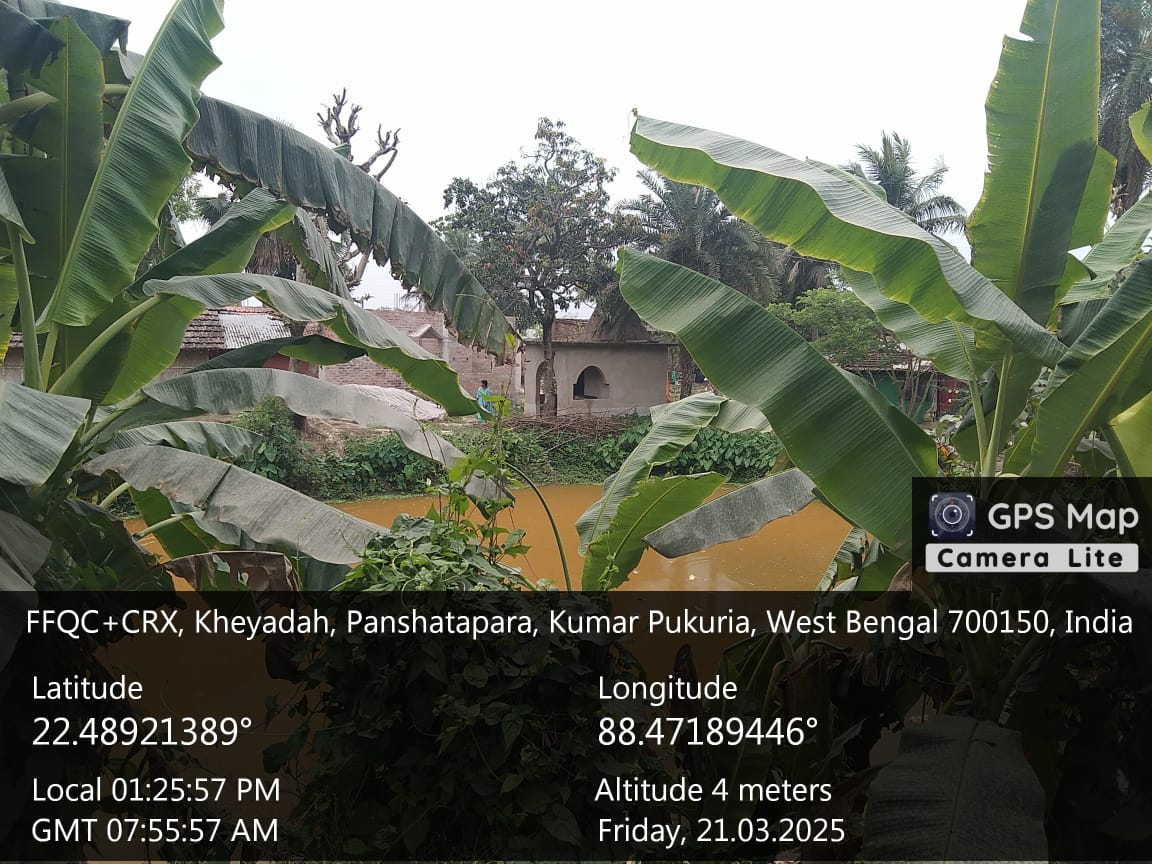 GPS Map
Camera Lite
FFQC+CRX, Kheyadah, Panshatapara, Kumar Pukuria, West Bengal 700150, India
Latitude
22.48921389°
Longitude
88.47189446°
Local 01:25:57 PM
GMT 07:55:57 AM
Altitude 4 meters
Friday, 21.03.2025